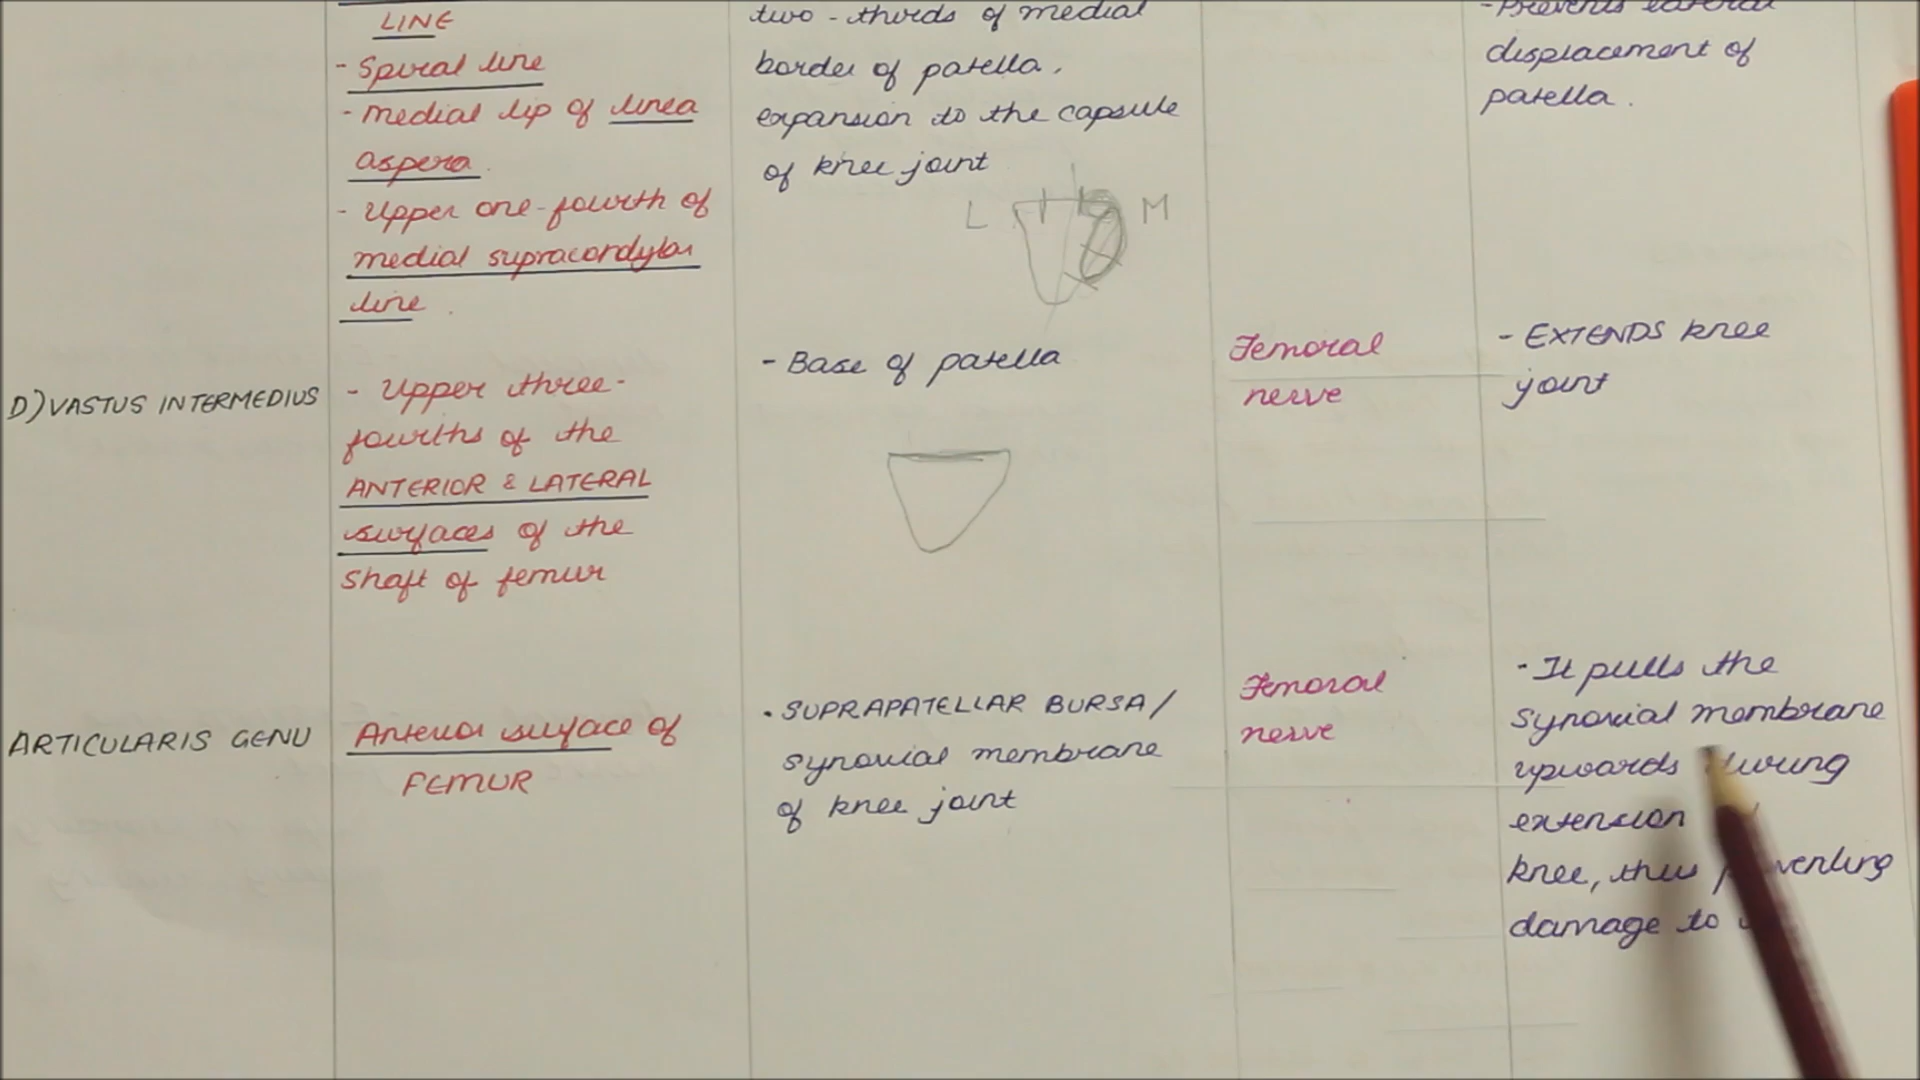 LINE
- Spiral line
- Medial lip of linea
aspera.
- Upper one-fourth of
medial supracondylar
line.
two-thirds of medial
border of patella,
expansion to the capsule
of knee joint
L M
- Prevents lateral
displacement of
patella.
D) VASTUS INTERMEDIUS
- Upper three-
fourths of the
ANTERIOR & LATERAL
surfaces of the
shaft of femur
- Base of patella
Femoral
nerve
- EXTENDS knee
joint
ARTICULARIS GENU
Anterior surface of
FEMUR
. SUPRAPATELLAR BURSA/
synovial membrane
of knee joint
Femoral
nerve
- It pulls the
synovial membrane
upwards during
extension
knee, thus
damage to